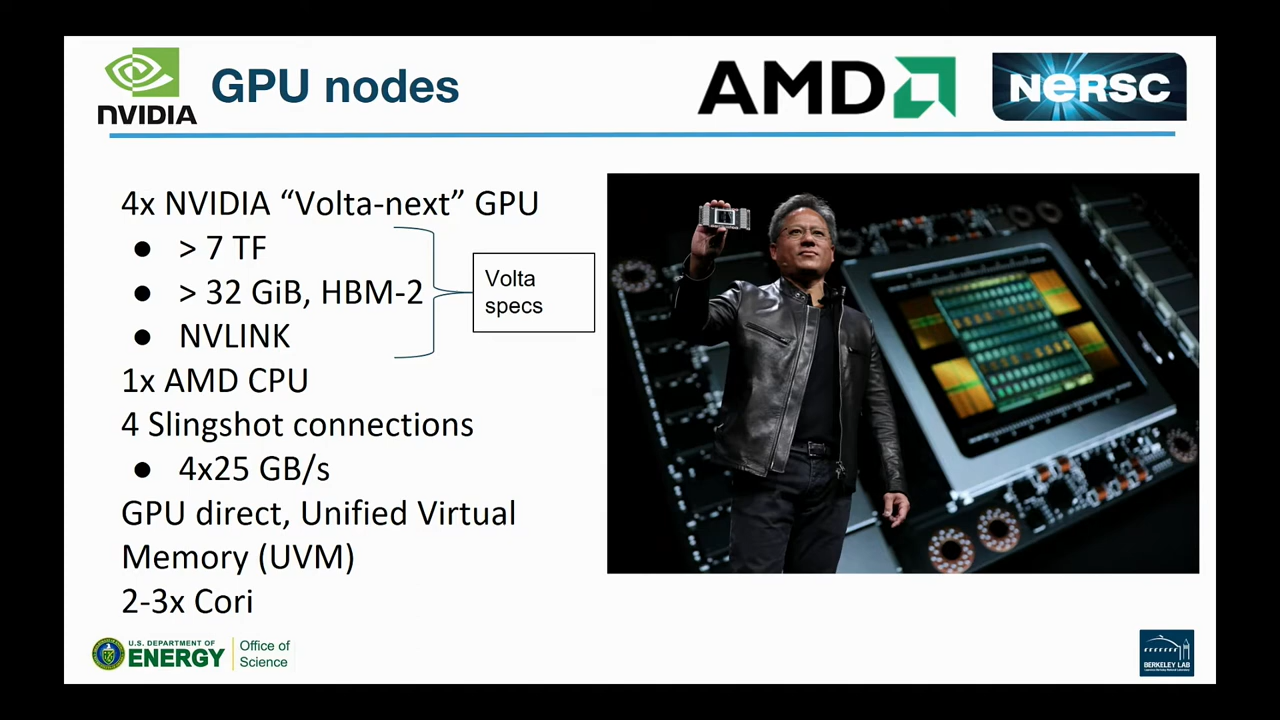 NVIDIA
GPU nodes
AMD
NERSC
4x NVIDIA “Volta-next” GPU
● > 7 TF
● > 32 GiB, HBM-2
● NVLINK
Volta
specs
1x AMD CPU
4 Slingshot connections
● 4x25 GB/s
GPU direct, Unified Virtual
Memory (UVM)
2-3x Cori
U.S. DEPARTMENT OF
ENERGY
Office of
Science
BERKELEY LAB